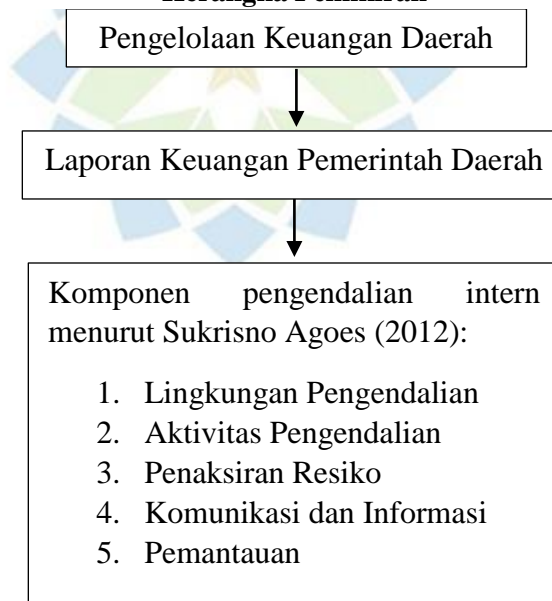 Pengelolaan Keuangan Daerah
Laporan Keuangan Pemerintah Daerah
Komponen pengendalian intern
menurut Sukrisno Agoes (2012):
1. Lingkungan Pengendalian
2. Aktivitas Pengendalian
3. Penaksiran Resiko
4. Komunikasi dan Informasi
5. Pemantauan